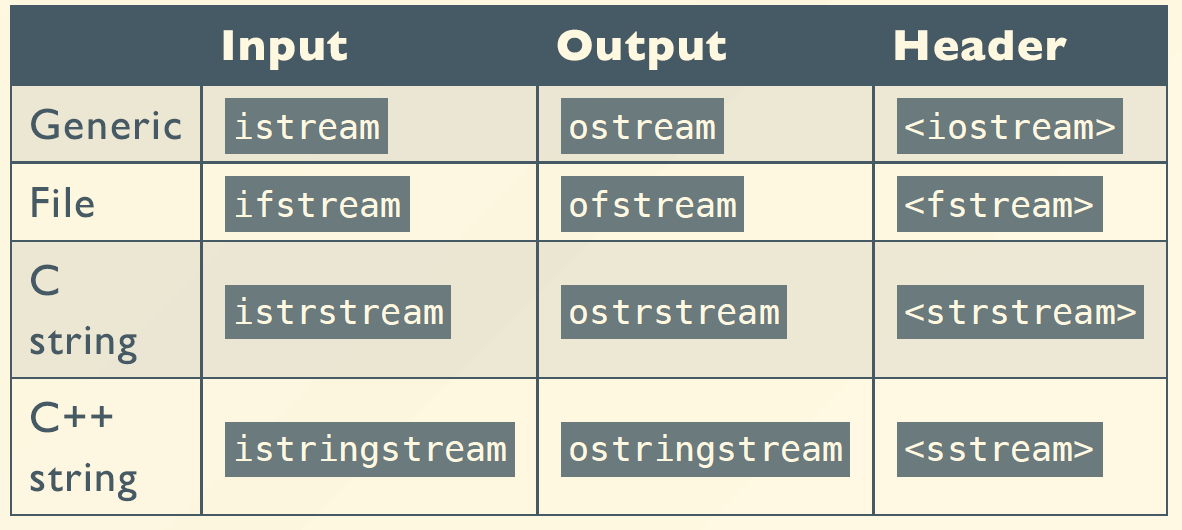 Input Output Header
Generic istream ostream <iostream>
File ifstream ofstream <fstream>
C
string istrstream ostrstream <strstream>
C++
string istringstream ostringstream <sstream>